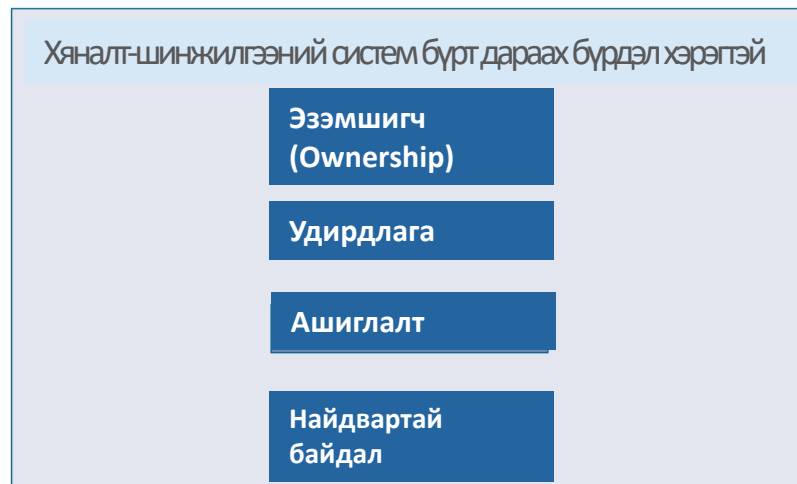 Хяналт-шинжилгээний систем бүрт дараах бүрдэл хэрэгтэй
Эзэмшигч
(Ownership)
Удирдлага
Ашиглалт
Найдвартай
байдал